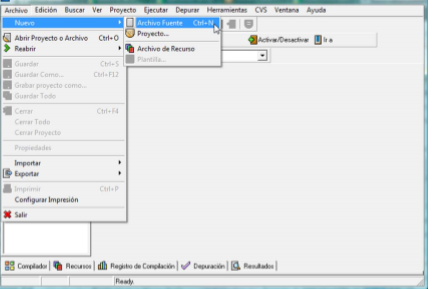 Archivo Edición Buscar Ver Proyecto Ejecutar Depurar Herramientas CVS Ventana Ayuda
Nuevo
Archivo Fuente Ctrl+N
Proyecto...
Archivo de Recurso
Plantilla...
Activar/Desactivar Ir a
Abrir Proyecto o Archivo Ctrl+O
Reabrir
Guardar Ctrl+S
Guardar Como... Ctrl+F12
Grabar proyecto como...
Guardar Todo
Cerrar Ctrl+F4
Cerrar Todo
Cerrar Proyecto
Propiedades
Importar
Exportar
Imprimir Ctrl+P
Configurar Impresión
Salir
Compilador Recursos Registro de Compilación Depuración Resultados
Ready.